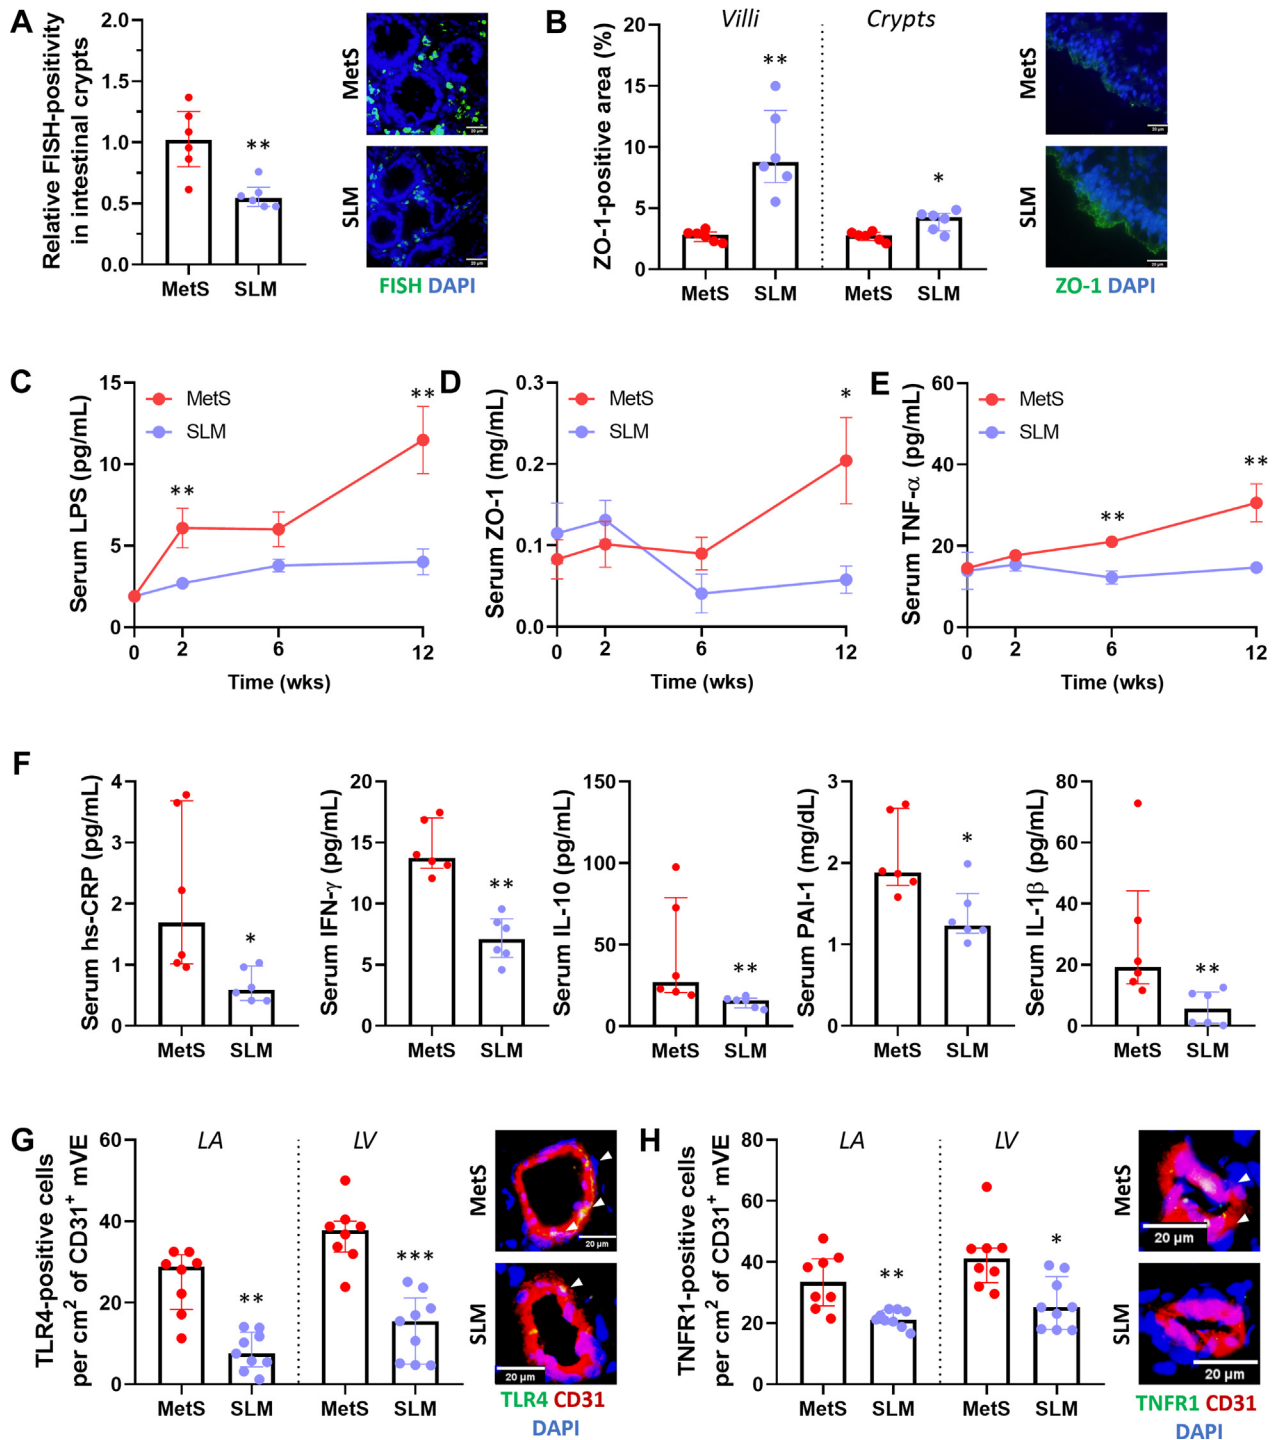 A
Relative FISH-positivity
in intestinal crypts
2.0
1.5
1.0
0.5
0.0
**
MetS SLM
MetS
20 μm
SLM
20 μm
FISH DAPI
B
ZO-1-positive area (%)
Villi Crypts
20
15
10
5
0
**
*
MetS SLM MetS SLM
MetS
20 μm
SLM
20 μm
ZO-1 DAPI
C
Serum LPS (pg/mL)
15
10
5
0
MetS
SLM
**
**
0 2 6 12
Time (wks)
D
Serum ZO-1 (mg/mL)
0.3
0.2
0.1
0.0
MetS
SLM
*
0 2 6 12
Time (wks)
E
Serum TNF-α (pg/mL)
60
40
20
0
MetS
SLM
**
**
0 2 6 12
Time (wks)
F
Serum hs-CRP (pg/mL)
4
3
2
1
0
*
MetS SLM
Serum IFN-γ (pg/mL)
20
15
10
5
0
**
MetS SLM
Serum IL-10 (pg/mL)
150
100
50
0
**
MetS SLM
Serum PAI-1 (mg/dL)
3
2
1
0
*
MetS SLM
Serum IL-1β (pg/mL)
80
60
40
20
0
**
MetS SLM
G
TLR4-positive cells
per cm² of CD31⁺ mVE
LA LV
60
40
20
0
**
***
MetS SLM MetS SLM
MetS
20 μm
SLM
20 μm
TLR4 CD31
DAPI
H
TNFR1-positive cells
per cm² of CD31⁺ mVE
LA LV
80
60
40
20
0
**
*
MetS SLM MetS SLM
MetS
20 μm
SLM
20 μm
TNFR1 CD31
DAPI